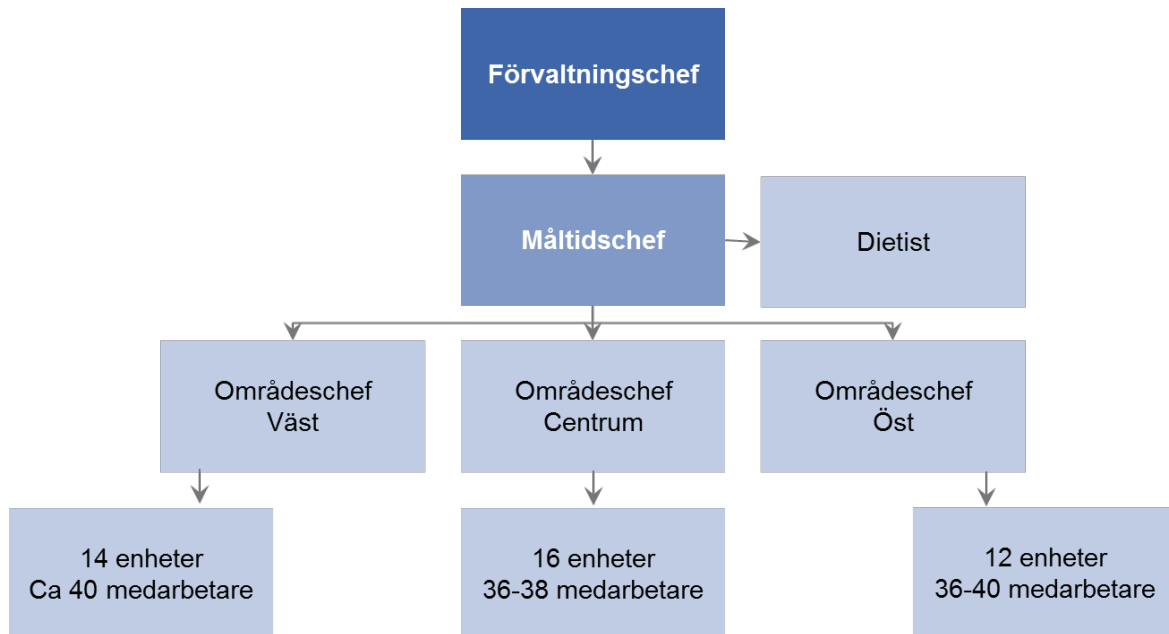 Förvaltningschef
Måltidschef
Dietist
Områdeschef
Väst
Områdeschef
Centrum
Områdeschef
Öst
14 enheter
Ca 40 medarbetare
16 enheter
36-38 medarbetare
12 enheter
36-40 medarbetare